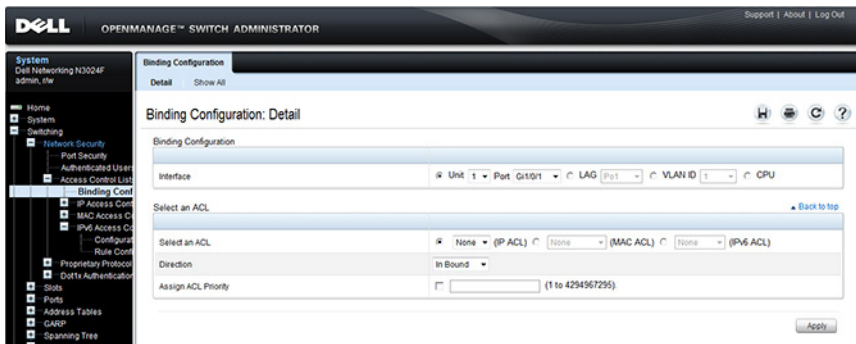 Support | About | Log Out
DELL OPENMANAGE™ SWITCH ADMINISTRATOR
System
Dell Networking N3024F
admin, r/w
Home
System
Switching
Network Security
Port Security
Authenticated User
Access Control List
Binding Conf
IP Access Cont
MAC Access Co
IPv6 Access Co
Configurat
Rule Confi
Proprietary Protocol
Dot1x Authentication
Slots
Ports
Address Tables
GARP
Spanning Tree
Binding Configuration
Detail Show All
Binding Configuration: Detail
Binding Configuration
Interface Unit 1 Port Gi1/0/1 LAG Po1 VLAN ID 1 CPU
Select an ACL Back to top
Select an ACL None (IP ACL) None (MAC ACL) None (IPv6 ACL)
Direction In Bound
Assign ACL Priority (1 to 4294967295).
Apply